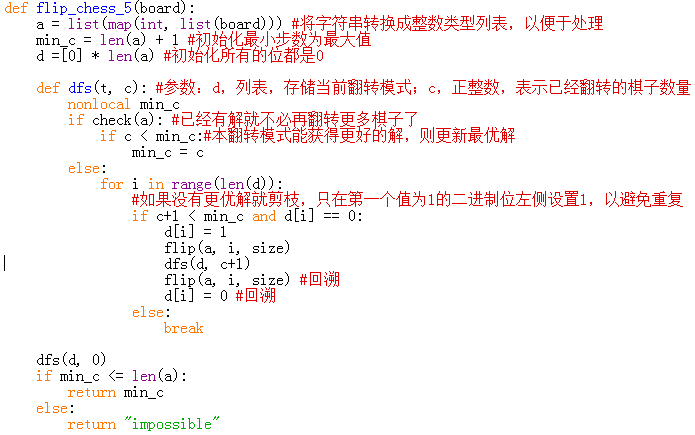 def flip_chess_5(board):
    a = list(map(int, list(board))) #将字符串转换成整数类型列表，以便于处理
    min_c = len(a) + 1 #初始化最小步数为最大值
    d =[0] * len(a) #初始化所有的位都是0
    def dfs(t, c): #参数：d，列表，存储当前翻转模式；c，正整数，表示已经翻转的棋子数量
        nonlocal min_c
        if check(a): #已经有解就不必再翻转更多棋子了
            if c < min_c:#本翻转模式能获得更好的解，则更新最优解
                min_c = c
        else:
            for i in range(len(d)):
                #如果没有更优解就剪枝，只在第一个值为1的二进制位左侧设置1，以避免重复
                if c+1 < min_c and d[i] == 0:
                    d[i] = 1
                    flip(a, i, size)
                    dfs(d, c+1)
                    flip(a, i, size) #回溯
                    d[i] = 0 #回溯
                else:
                    break
    dfs(d, 0)
    if min_c <= len(a):
        return min_c
    else:
        return "impossible"